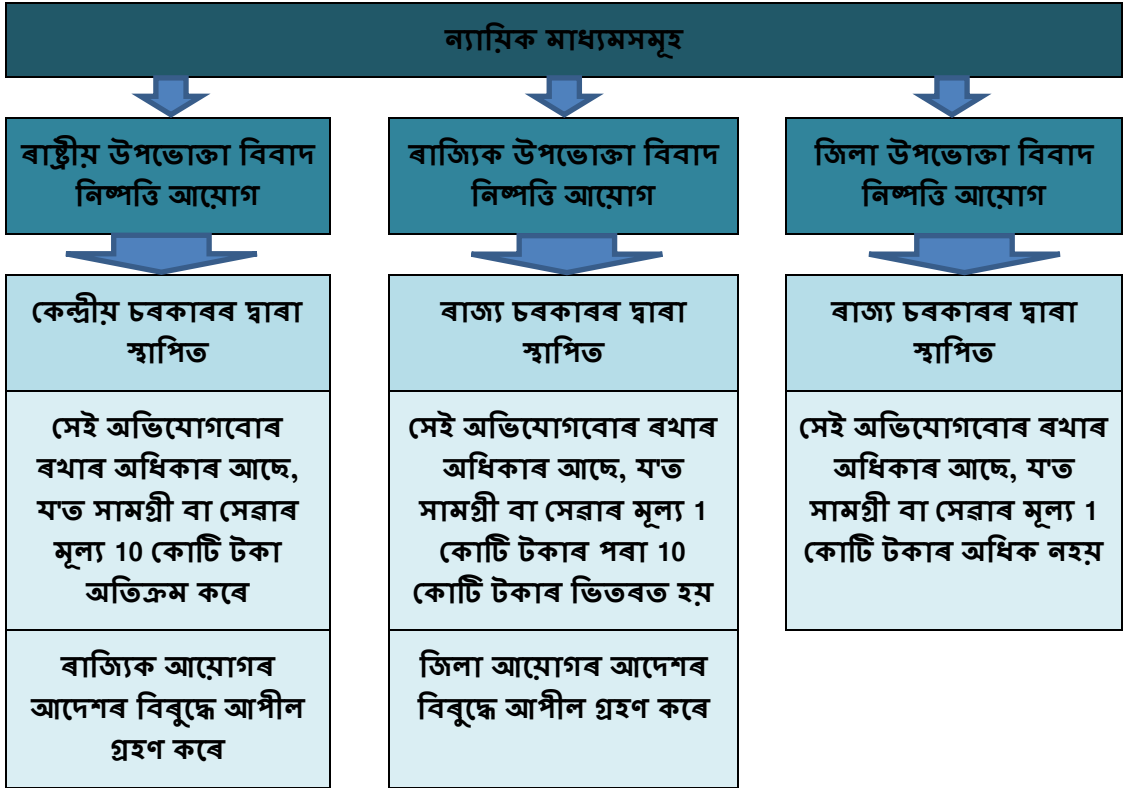 ন্যায়িক মাধ্যমসমূহ
ৰাষ্ট্ৰীয় উপভোক্তা বিবাদ
নিষ্পত্তি আয়োগ
কেন্দ্ৰীয় চৰকাৰৰ দ্বাৰা
স্থাপিত
সেই অভিযোগবোৰ
ৰখাৰ অধিকাৰ আছে,
য'ত সামগ্ৰী বা সেৱাৰ
মূল্য 10 কোটি টকা
অতিক্ৰম কৰে
ৰাজ্যিক আয়োগৰ
আদেশৰ বিৰুদ্ধে আপীল
গ্ৰহণ কৰে
ৰাজ্যিক উপভোক্তা বিবাদ
নিষ্পত্তি আয়োগ
ৰাজ্য চৰকাৰৰ দ্বাৰা
স্থাপিত
সেই অভিযোগবোৰ ৰখাৰ
অধিকাৰ আছে, য'ত
সামগ্ৰী বা সেৱাৰ মূল্য 1
কোটি টকাৰ পৰা 10
কোটি টকাৰ ভিতৰত হয়
জিলা আয়োগৰ আদেশৰ
বিৰুদ্ধে আপীল গ্ৰহণ কৰে
জিলা উপভোক্তা বিবাদ
নিষ্পত্তি আয়োগ
ৰাজ্য চৰকাৰৰ দ্বাৰা
স্থাপিত
সেই অভিযোগবোৰ ৰখাৰ
অধিকাৰ আছে, য'ত
সামগ্ৰী বা সেৱাৰ মূল্য 1
কোটি টকাৰ অধিক নহয়